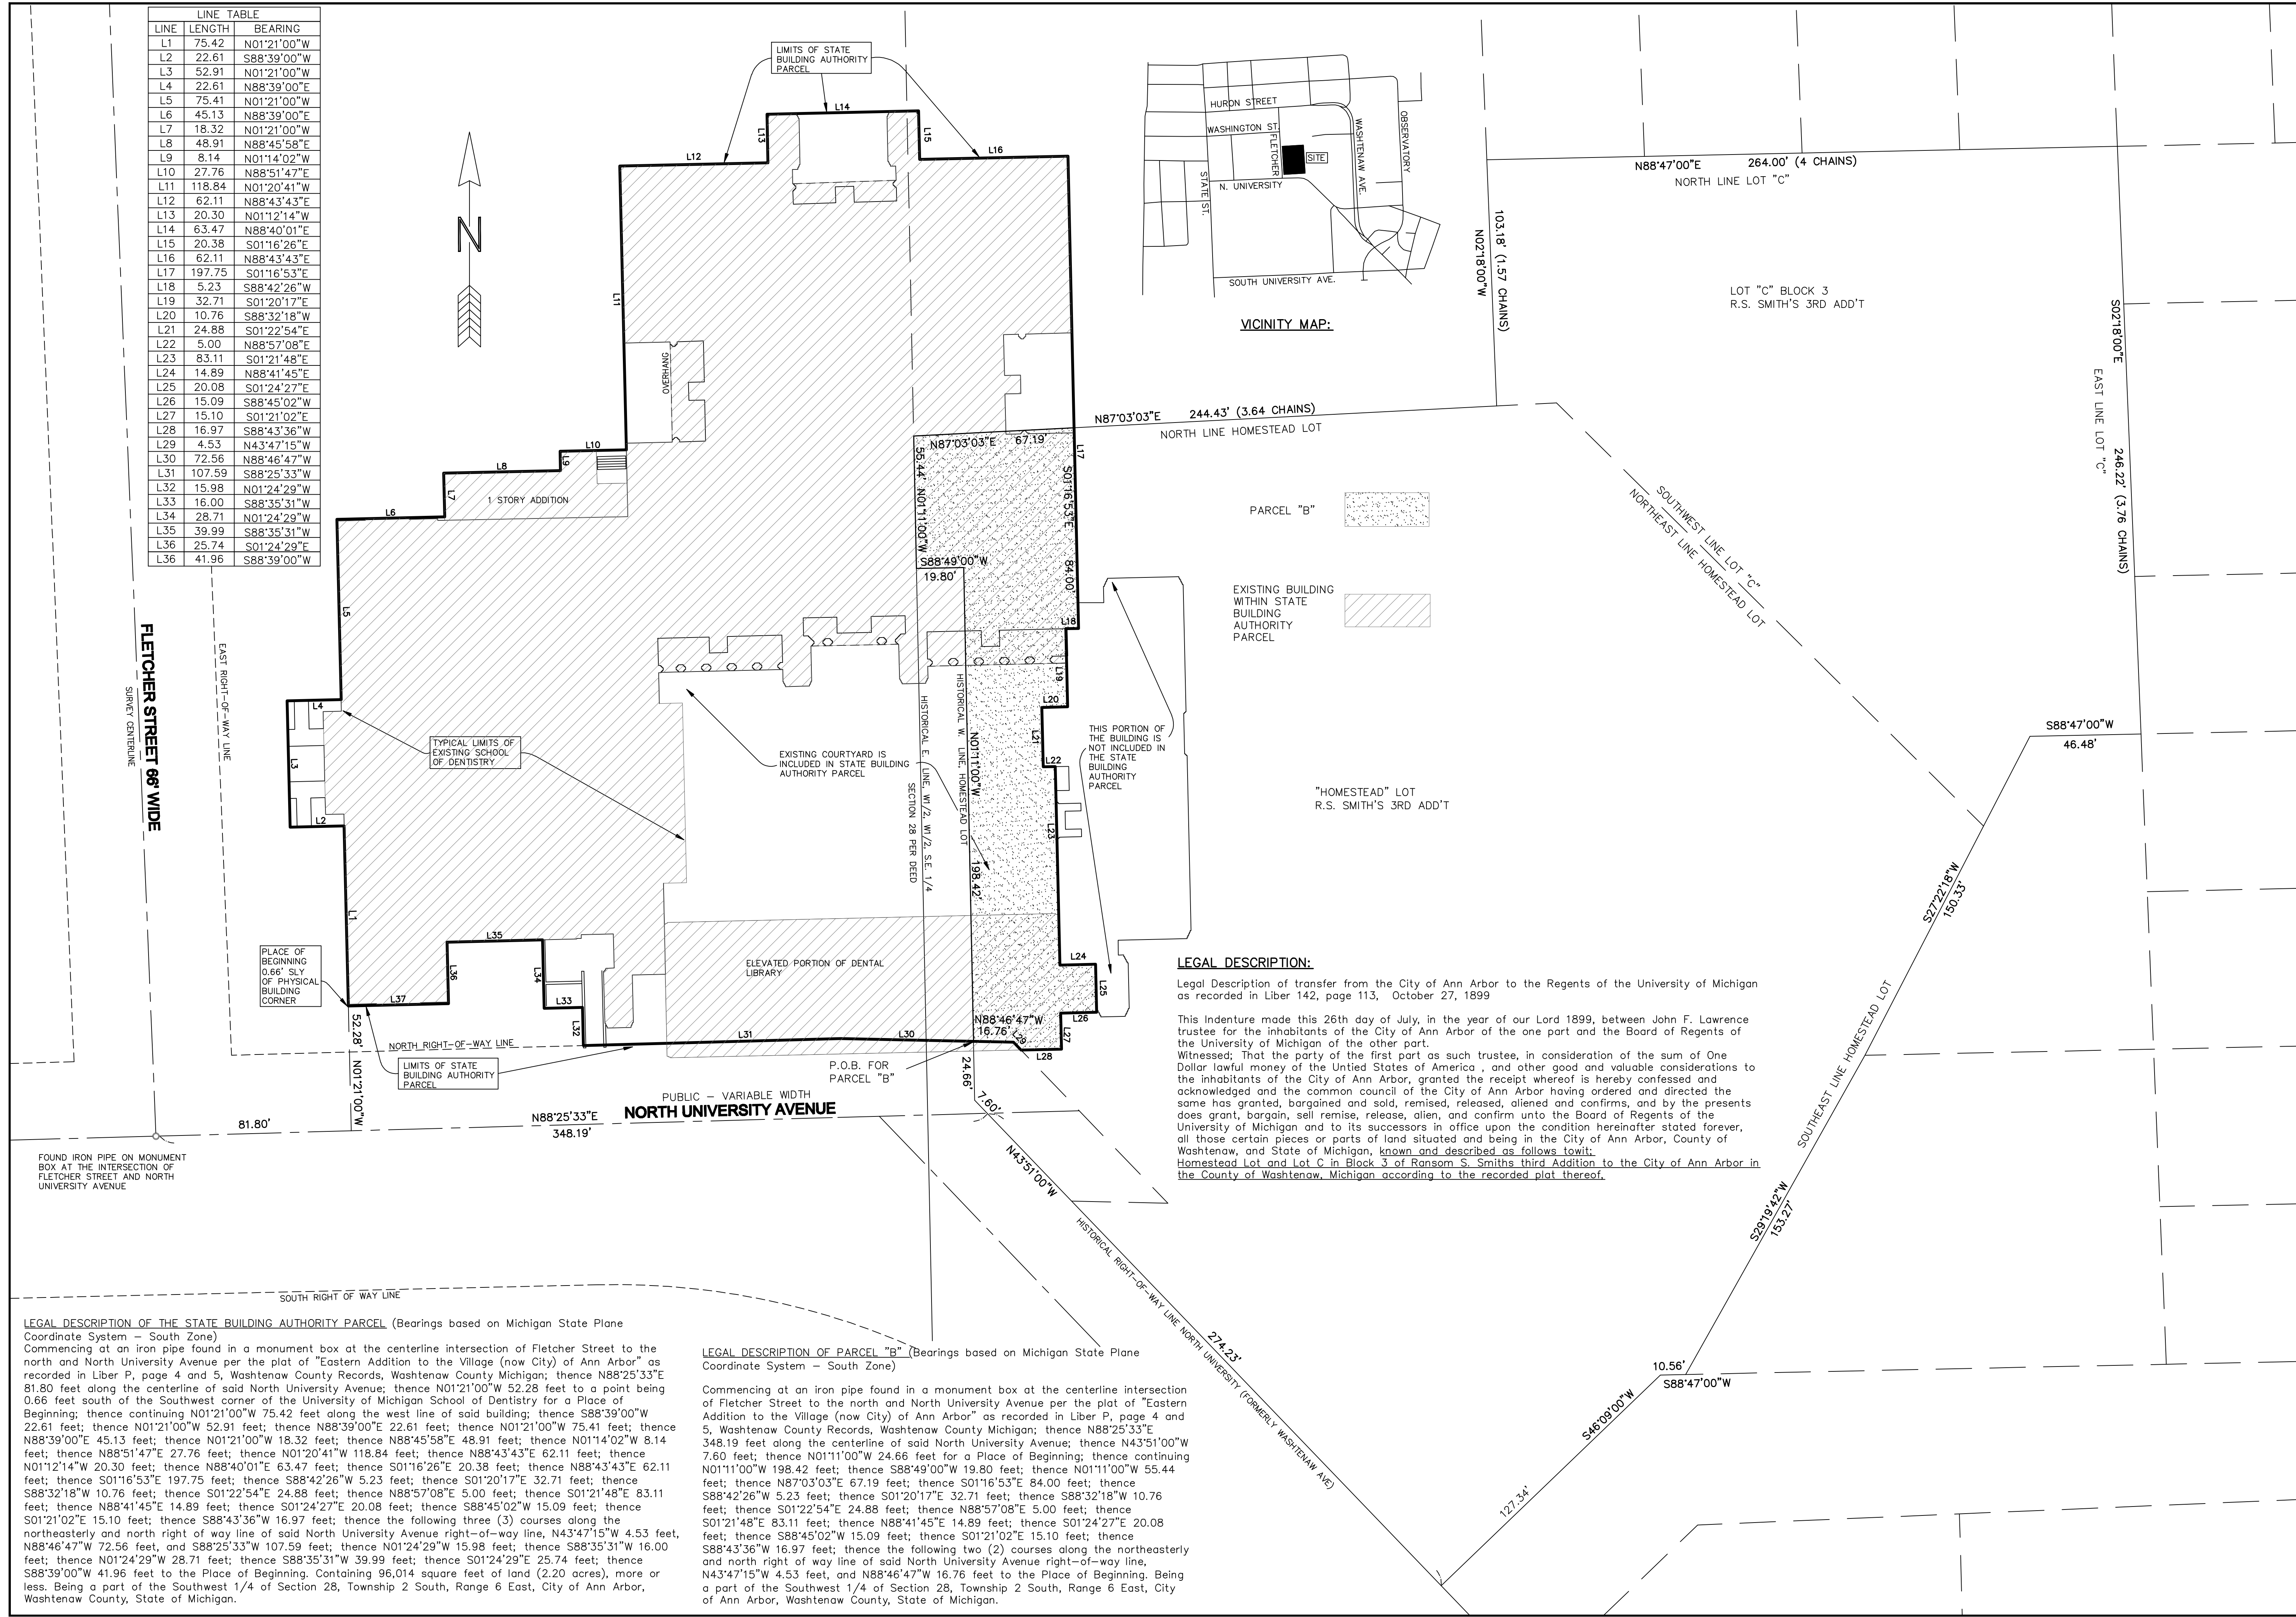 LINE TABLE
LINE LENGTH BEARING
L1 75.42 N01°21'00"W
L2 22.61 S88°39'00"W
L3 52.91 N01°21'00"W
L4 22.61 N88°39'00"E
L5 75.41 N01°21'00"W
L6 45.13 N88°39'00"E
L7 18.32 N01°21'00"W
L8 48.91 N88°45'58"E
L9 8.14 N01°14'02"W
L10 27.76 N88°51'47"E
L11 118.84 N01°20'41"W
L12 62.11 N88°43'43"E
L13 20.30 N01°12'14"W
L14 63.47 N88°40'01"E
L15 20.38 S01°16'26"E
L16 62.11 N88°43'43"E
L17 197.75 S01°16'53"E
L18 5.23 S88°42'26"W
L19 32.71 S01°20'17"E
L20 10.76 S88°32'18"W
L21 24.88 S01°22'54"E
L22 5.00 N88°57'08"E
L23 83.11 S01°21'48"E
L24 14.89 N88°41'45"E
L25 20.08 S01°24'27"E
L26 15.09 S88°45'02"W
L27 15.10 S01°21'02"E
L28 16.97 S88°43'36"W
L29 4.53 N43°47'15"W
L30 72.56 N88°46'47"W
L31 107.59 S88°25'33"W
L32 15.98 N01°24'29"W
L33 16.00 S88°35'31"W
L34 28.71 N01°24'29"W
L35 39.99 S88°35'31"W
L36 25.74 S01°24'29"E
L36 41.96 S88°39'00"W
LIMITS OF STATE
BUILDING AUTHORITY
PARCEL
L14
L13
L15
L12
L16
N
L11
OVERHANG
L10
L9
L8
L7
1 STORY ADDITION
L6
L5
L4
L3
L2
L1
HURON STREET
WASHINGTON ST.
FLETCHER
SITE
STATE ST.
N. UNIVERSITY
WASHTENAW AVE.
OBSERVATORY
SOUTH UNIVERSITY AVE.
VICINITY MAP:
N88°47'00"E 264.00' (4 CHAINS)
NORTH LINE LOT "C"
103.18' (1.57 CHAINS)
N02°18'00"W
LOT "C" BLOCK 3
R.S. SMITH'S 3RD ADD'T
S02°18'00"E
EAST LINE LOT "C"
246.22' (3.76 CHAINS)
N87°03'03"E 244.43' (3.64 CHAINS)
NORTH LINE HOMESTEAD LOT
N87°03'03"E 67.19'
L17
55.44' N01°11'00"W
S01°16'53"E
84.00'
S88°49'00"W
19.80'
L18
L19
L20
L21
L22
L23
SOUTHWEST LINE LOT "C"
NORTHEAST LINE HOMESTEAD LOT
PARCEL "B"
EXISTING BUILDING
WITHIN STATE
BUILDING
AUTHORITY
PARCEL
FLETCHER STREET 66' WIDE
SURVEY CENTERLINE
EAST RIGHT-OF-WAY LINE
TYPICAL LIMITS OF
EXISTING SCHOOL
OF DENTISTRY
EXISTING COURTYARD IS
INCLUDED IN STATE BUILDING
AUTHORITY PARCEL
HISTORICAL E. LINE, W1/2, W1/2, S.E. 1/4
SECTION 28 PER DEED
HISTORICAL W. LINE, HOMESTEAD LOT
N01°11'00"W
198.42'
THIS PORTION OF
THE BUILDING IS
NOT INCLUDED IN
THE STATE
BUILDING
AUTHORITY
PARCEL
"HOMESTEAD" LOT
R.S. SMITH'S 3RD ADD'T
S88°47'00"W
46.48'
S27°22'18"W
150.33'
SOUTHEAST LINE HOMESTEAD LOT
S29°19'42"W
153.27'
PLACE OF
BEGINNING
0.66' SLY
OF PHYSICAL
BUILDING
CORNER
L37
L36
L35
L34
L33
L32
ELEVATED PORTION OF DENTAL
LIBRARY
L24
L25
L26
L27
L28
L29
L30
L31
N88°46'47"W
16.76'
52.28'
N01°21'00"W
NORTH RIGHT-OF-WAY LINE
LIMITS OF STATE
BUILDING AUTHORITY
PARCEL
P.O.B. FOR
PARCEL "B"
24.66'
7.60'
PUBLIC – VARIABLE WIDTH
NORTH UNIVERSITY AVENUE
81.80'
N88°25'33"E
348.19'
FOUND IRON PIPE ON MONUMENT
BOX AT THE INTERSECTION OF
FLETCHER STREET AND NORTH
UNIVERSITY AVENUE
N43°51'00"W
HISTORICAL RIGHT-OF-WAY LINE NORTH UNIVERSITY (FORMERLY WASHTENAW AVE)
274.23'
127.34'
S46°09'00"W
10.56'
S88°47'00"W
SOUTH RIGHT OF WAY LINE
LEGAL DESCRIPTION:
Legal Description of transfer from the City of Ann Arbor to the Regents of the University of Michigan
as recorded in Liber 142, page 113, October 27, 1899
This Indenture made this 26th day of July, in the year of our Lord 1899, between John F. Lawrence
trustee for the inhabitants of the City of Ann Arbor of the one part and the Board of Regents of
the University of Michigan of the other part.
Witnessed; That the party of the first part as such trustee, in consideration of the sum of One
Dollar lawful money of the Untied States of America , and other good and valuable considerations to
the inhabitants of the City of Ann Arbor, granted the receipt whereof is hereby confessed and
acknowledged and the common council of the City of Ann Arbor having ordered and directed the
same has granted, bargained and sold, remised, released, aliened and confirms, and by the presents
does grant, bargain, sell remise, release, alien, and confirm unto the Board of Regents of the
University of Michigan and to its successors in office upon the condition hereinafter stated forever,
all those certain pieces or parts of land situated and being in the City of Ann Arbor, County of
Washtenaw, and State of Michigan, known and described as follows towit;
Homestead Lot and Lot C in Block 3 of Ransom S. Smiths third Addition to the City of Ann Arbor in
the County of Washtenaw, Michigan according to the recorded plat thereof,
LEGAL DESCRIPTION OF THE STATE BUILDING AUTHORITY PARCEL (Bearings based on Michigan State Plane
Coordinate System – South Zone)
Commencing at an iron pipe found in a monument box at the centerline intersection of Fletcher Street to the
north and North University Avenue per the plat of "Eastern Addition to the Village (now City) of Ann Arbor" as
recorded in Liber P, page 4 and 5, Washtenaw County Records, Washtenaw County Michigan; thence N88°25'33"E
81.80 feet along the centerline of said North University Avenue; thence N01°21'00"W 52.28 feet to a point being
0.66 feet south of the Southwest corner of the University of Michigan School of Dentistry for a Place of
Beginning; thence continuing N01°21'00"W 75.42 feet along the west line of said building; thence S88°39'00"W
22.61 feet; thence N01°21'00"W 52.91 feet; thence N88°39'00"E 22.61 feet; thence N01°21'00"W 75.41 feet; thence
N88°39'00"E 45.13 feet; thence N01°21'00"W 18.32 feet; thence N88°45'58"E 48.91 feet; thence N01°14'02"W 8.14
feet; thence N88°51'47"E 27.76 feet; thence N01°20'41"W 118.84 feet; thence N88°43'43"E 62.11 feet; thence
N01°12'14"W 20.30 feet; thence N88°40'01"E 63.47 feet; thence S01°16'26"E 20.38 feet; thence N88°43'43"E 62.11
feet; thence S01°16'53"E 197.75 feet; thence S88°42'26"W 5.23 feet; thence S01°20'17"E 32.71 feet; thence
S88°32'18"W 10.76 feet; thence S01°22'54"E 24.88 feet; thence N88°57'08"E 5.00 feet; thence S01°21'48"E 83.11
feet; thence N88°41'45"E 14.89 feet; thence S01°24'27"E 20.08 feet; thence S88°45'02"W 15.09 feet; thence
S01°21'02"E 15.10 feet; thence S88°43'36"W 16.97 feet; thence the following three (3) courses along the
northeasterly and north right of way line of said North University Avenue right-of-way line, N43°47'15"W 4.53 feet,
N88°46'47"W 72.56 feet, and S88°25'33"W 107.59 feet; thence N01°24'29"W 15.98 feet; thence S88°35'31"W 16.00
feet; thence N01°24'29"W 28.71 feet; thence S88°35'31"W 39.99 feet; thence S01°24'29"E 25.74 feet; thence
S88°39'00"W 41.96 feet to the Place of Beginning. Containing 96,014 square feet of land (2.20 acres), more or
less. Being a part of the Southwest 1/4 of Section 28, Township 2 South, Range 6 East, City of Ann Arbor,
Washtenaw County, State of Michigan.
LEGAL DESCRIPTION OF PARCEL "B" (Bearings based on Michigan State Plane
Coordinate System – South Zone)
Commencing at an iron pipe found in a monument box at the centerline intersection
of Fletcher Street to the north and North University Avenue per the plat of "Eastern
Addition to the Village (now City) of Ann Arbor" as recorded in Liber P, page 4 and
5, Washtenaw County Records, Washtenaw County Michigan; thence N88°25'33"E
348.19 feet along the centerline of said North University Avenue; thence N43°51'00"W
7.60 feet; thence N01°11'00"W 24.66 feet for a Place of Beginning; thence continuing
N01°11'00"W 198.42 feet; thence S88°49'00"W 19.80 feet; thence N01°11'00"W 55.44
feet; thence N87°03'03"E 67.19 feet; thence S01°16'53"E 84.00 feet; thence
S88°42'26"W 5.23 feet; thence S01°20'17"E 32.71 feet; thence S88°32'18"W 10.76
feet; thence S01°22'54"E 24.88 feet; thence N88°57'08"E 5.00 feet; thence
S01°21'48"E 83.11 feet; thence N88°41'45"E 14.89 feet; thence S01°24'27"E 20.08
feet; thence S88°45'02"W 15.09 feet; thence S01°21'02"E 15.10 feet; thence
S88°43'36"W 16.97 feet; thence the following two (2) courses along the northeasterly
and north right of way line of said North University Avenue right-of-way line,
N43°47'15"W 4.53 feet, and N88°46'47"W 16.76 feet to the Place of Beginning. Being
a part of the Southwest 1/4 of Section 28, Township 2 South, Range 6 East, City
of Ann Arbor, Washtenaw County, State of Michigan.